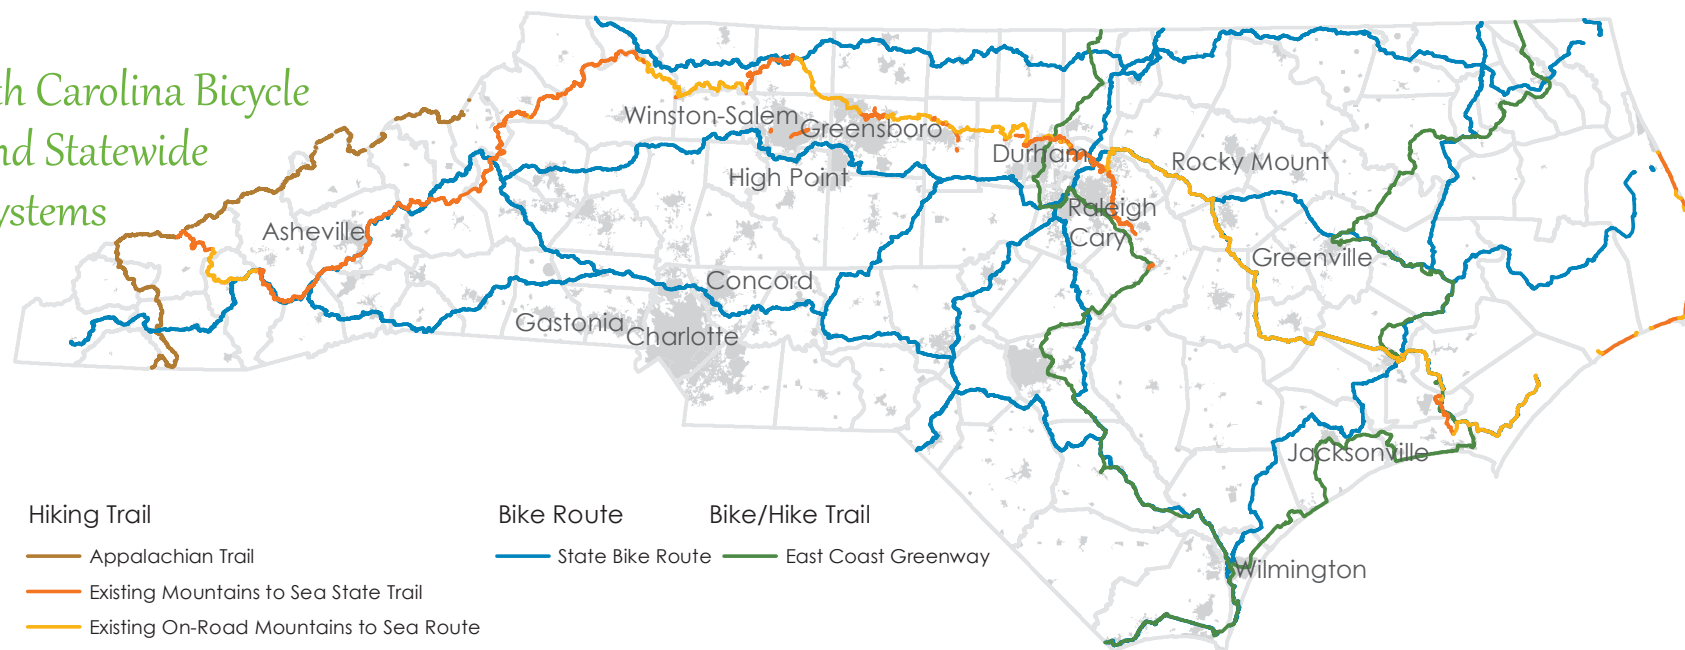 th Carolina Bicycle
nd Statewide
ystems
Winston-Salem
Greensboro
Durham
High Point
Rocky Mount
Raleigh
Cary
Asheville
Greenville
Concord
Gastonia
Charlotte
Jacksonville
Wilmington
Hiking Trail
Appalachian Trail
Existing Mountains to Sea State Trail
Existing On-Road Mountains to Sea Route
Bike Route
State Bike Route
Bike/Hike Trail
East Coast Greenway